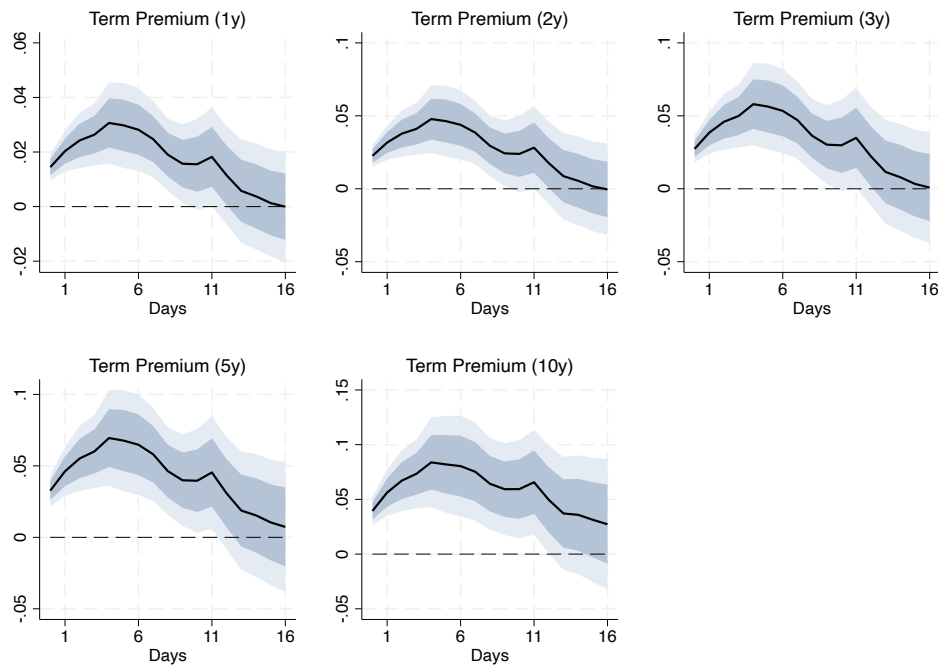 Term Premium (1y)
.06
.04
.02
0
-.02
1 6 11 16
Days
Term Premium (2y)
.1
.05
0
-.05
1 6 11 16
Days
Term Premium (3y)
.1
.05
0
-.05
1 6 11 16
Days
Term Premium (5y)
.1
.05
0
-.05
1 6 11 16
Days
Term Premium (10y)
.15
.1
.05
0
-.05
1 6 11 16
Days